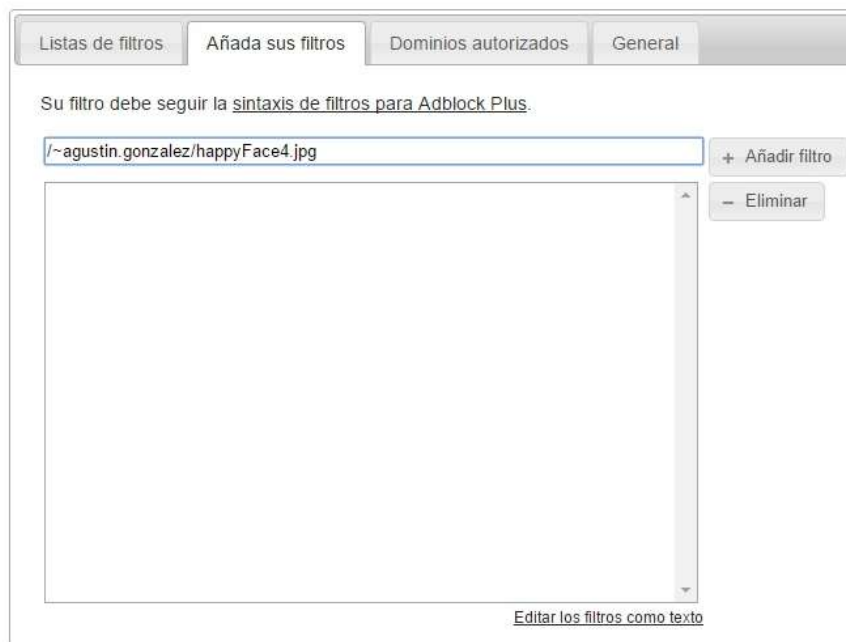 Listas de filtros Añada sus filtros Dominios autorizados General
Su filtro debe seguir la sintaxis de filtros para Adblock Plus.
/~agustin.gonzalez/happyFace4.jpg
+ Añadir filtro
− Eliminar
Editar los filtros como texto